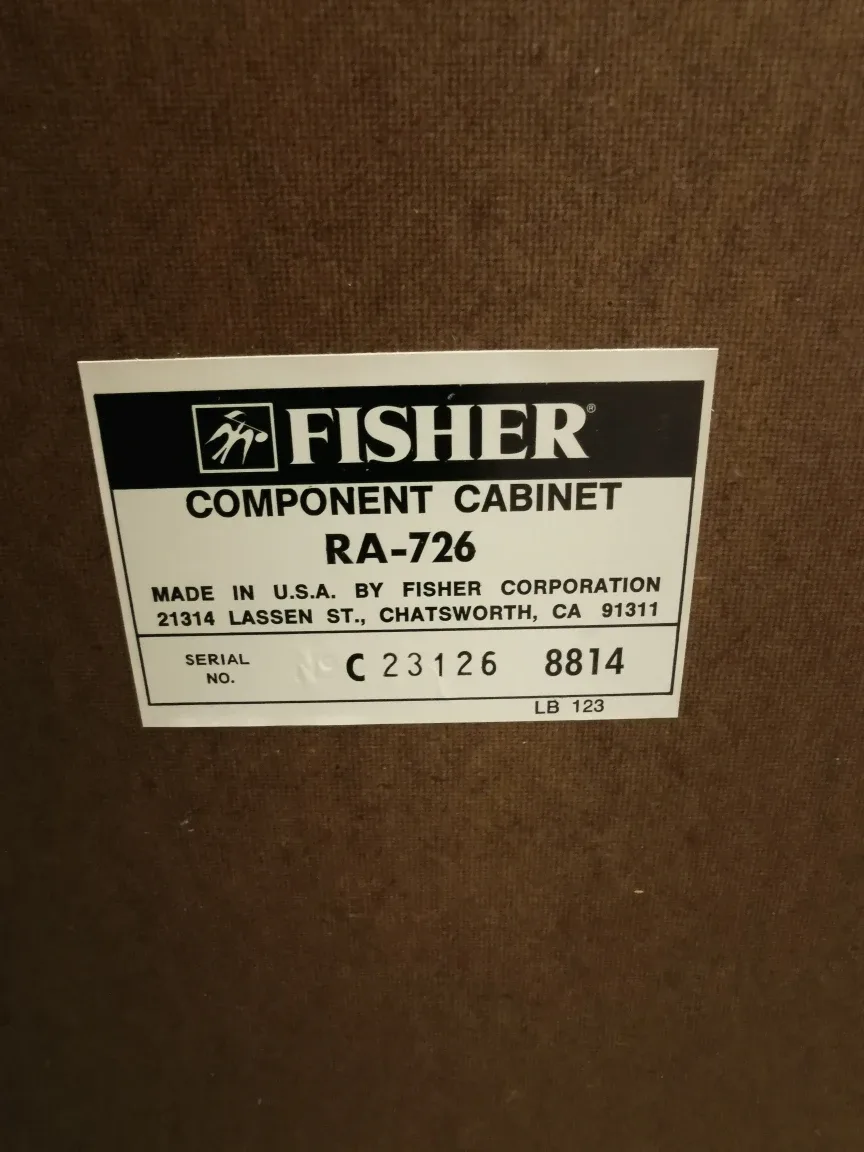 FISHER®
COMPONENT CABINET
RA-726
MADE IN U.S.A. BY FISHER CORPORATION
21314 LASSEN ST., CHATSWORTH, CA 91311
SERIAL NO. C 23126 8814
LB 123